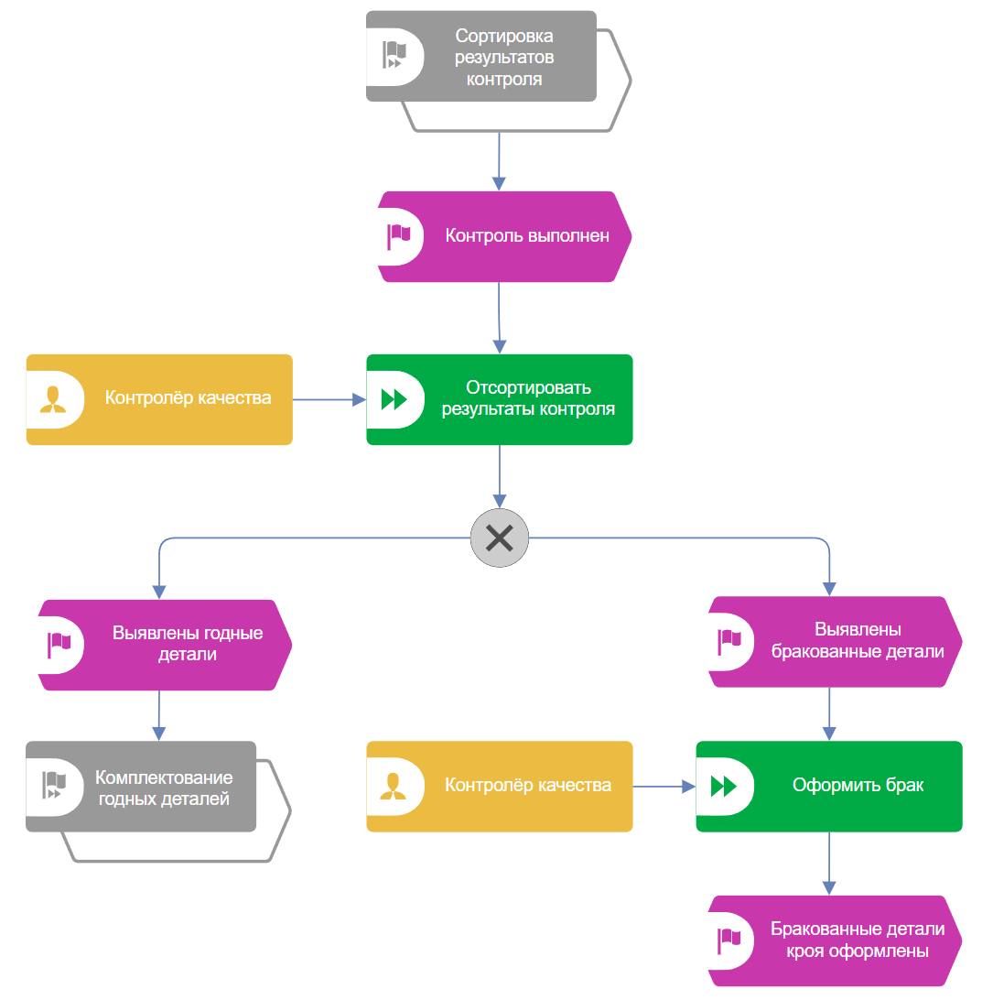 Сортировка
результатов
контроля
Контроль выполнен
Контролёр качества
Отсортировать
результаты контроля
Выявлены годные
детали
Выявлены
бракованные детали
Комплектование
годных деталей
Контролёр качества
Оформить брак
Бракованные детали
кроя оформлены